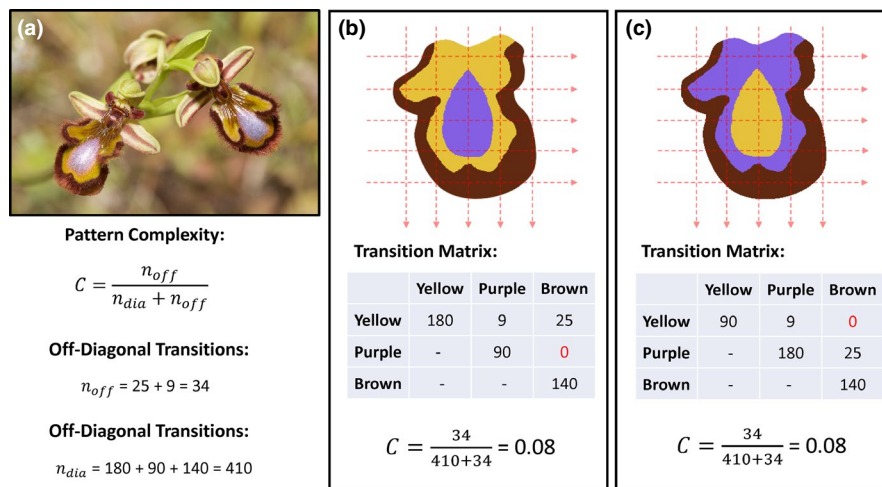 (a)
Pattern Complexity:
C = n_off / (n_dia + n_off)
Off-Diagonal Transitions:
n_off = 25 + 9 = 34
Off-Diagonal Transitions:
n_dia = 180 + 90 + 140 = 410
(b)
Transition Matrix:
Yellow Purple Brown
Yellow 180 9 25
Purple - 90 0
Brown - - 140
C = 34 / (410+34) = 0.08
(c)
Transition Matrix:
Yellow Purple Brown
Yellow 90 9 0
Purple - 180 25
Brown - - 140
C = 34 / (410+34) = 0.08